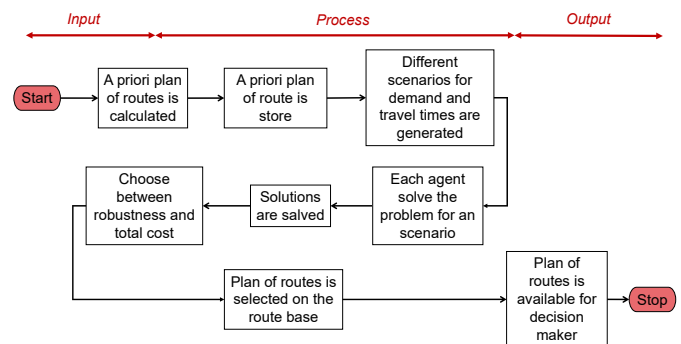 Input
Process
Output
Start
A priori plan
of routes is
calculated
A priori plan
of route is
store
Different
scenarios for
demand and
travel times are
generated
Each agent
solve the
problem for an
scenario
Solutions
are salved
Choose
between
robustness and
total cost
Plan of routes is
selected on the
route base
Plan of
routes is
available for
decision
maker
Stop